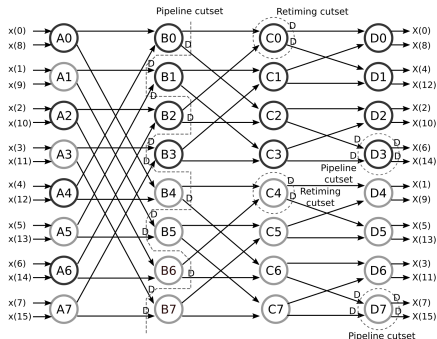 Pipeline cutset Retiming cutset
x(0) A0 B0 C0 D D0 X(0)
x(8) D D X(8)
x(1) A1 D B1 C1 D1 X(4)
x(9) D X(12)
x(2) A2 B2 C2 D2 X(2)
x(10) D X(10)
x(3) A3 D B3 C3 D D3 D X(6)
x(11) D D X(14)
Pipeline
cutset
x(4) A4 B4 C4 D D4 X(1)
x(12) D D X(9)
Retiming
cutset
x(5) A5 D B5 C5 D5 X(5)
x(13) D X(13)
x(6) A6 B6 C6 D6 X(3)
x(14) D X(11)
x(7) A7 D B7 C7 D D7 D X(7)
x(15) D D X(15)
Pipeline cutset